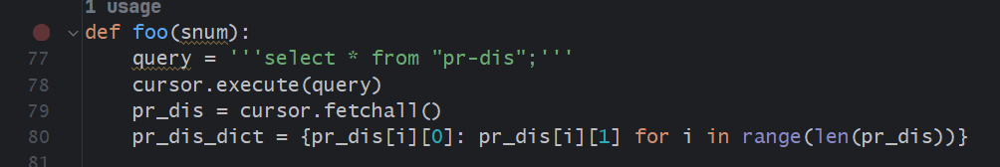 1 usage
def foo(snum):
77 query = '''select * from "pr-dis";'''
78 cursor.execute(query)
79 pr_dis = cursor.fetchall()
80 pr_dis_dict = {pr_dis[i][0]: pr_dis[i][1] for i in range(len(pr_dis))}
81